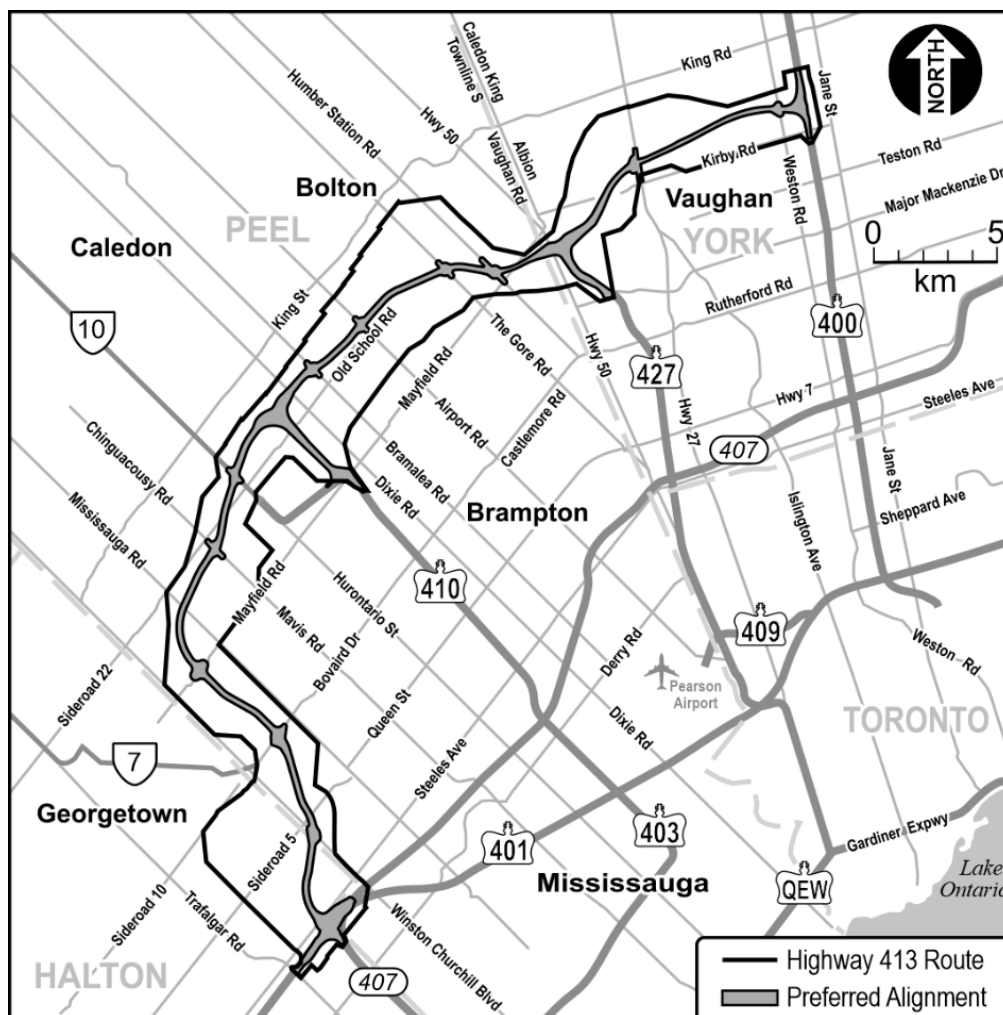 NORTH
King Rd
Jane St
Caledon King
Townline S
Humber Station Rd
Hwy 50
Albion
Vaughan Rd
Kirby Rd
Weston Rd
Teston Rd
Bolton
Vaughan
Major Mackenzie Dr
PEEL
YORK
Caledon
0 5
km
King St
Rutherford Rd
10
Old School Rd
The Gore Rd
400
Mayfield Rd
Hwy 50
427
Airport Rd
Castlemore Rd
Hwy 27
Hwy 7
Steeles Ave
Chinguacousy Rd
Bramalea Rd
407
Jane St
Dixie Rd
Mississauga Rd
Brampton
Islington Ave
Sheppard Ave
Mayfield Rd
410
Hurontario St
Mavis Rd
409
Bovaird Dr
Derry Rd
Weston Rd
Sideroad 22
Queen St
Pearson
Airport
Dixie Rd
TORONTO
7
Steeles Ave
Georgetown
Sideroad 5
401
403
Gardiner Expwy
Mississauga
QEW
Lake
Ontario
Sideroad 10
Trafalgar Rd
Winston Churchill Blvd
HALTON
407
Highway 413 Route
Preferred Alignment